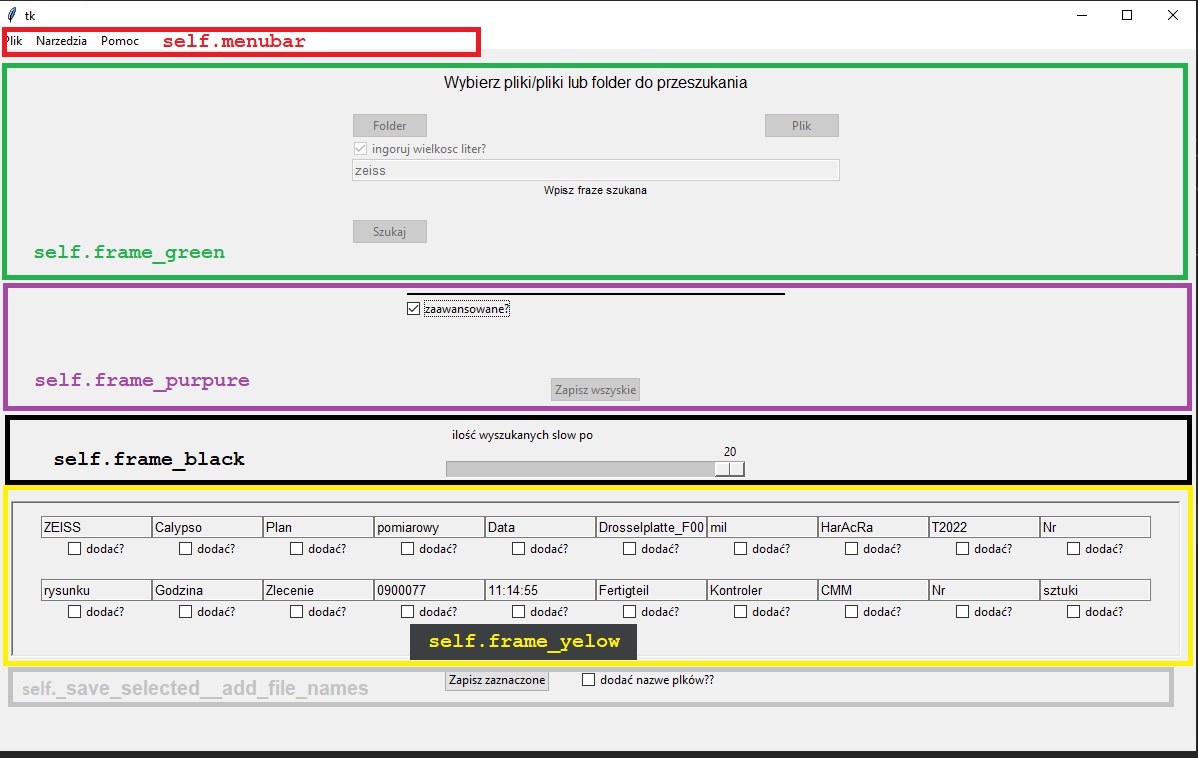 tk
Plik Narzedzia Pomoc self.menubar
Wybierz pliki/pliki lub folder do przeszukania
Folder Plik
ingoruj wielkosc liter?
zeiss
Wpisz fraze szukana
Szukaj
self.frame_green
zaawansowane?
self.frame_purpure
Zapisz wszyskie
ilość wyszukanych slow po
self.frame_black
20
ZEISS Calypso Plan pomiarowy Data Drosselplatte_F00 mil HarAcRa T2022 Nr
dodać? dodać? dodać? dodać? dodać? dodać? dodać? dodać? dodać? dodać?
rysunku Godzina Zlecenie 0900077 11:14:55 Fertigteil Kontroler CMM Nr sztuki
dodać? dodać? dodać? dodać? dodać? dodać? dodać? dodać? dodać? dodać?
self.frame_yelow
self._save_selected__add_file_names Zapisz zaznaczone dodać nazwe plków??